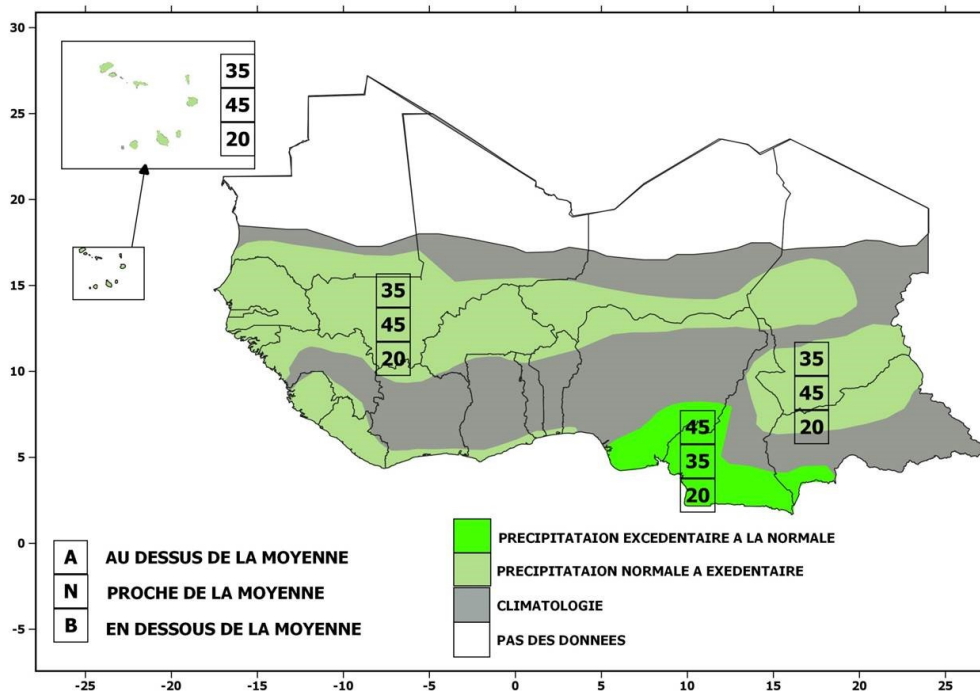 30
25
20
15
10
5
0
-5
35
45
20
35
45
20
35
45
20
45
35
20
A AU DESSUS DE LA MOYENNE
N PROCHE DE LA MOYENNE
B EN DESSOUS DE LA MOYENNE
PRECIPITATAION EXCEDENTAIRE A LA NORMALE
PRECIPITATAION NORMALE A EXEDENTAIRE
CLIMATOLOGIE
PAS DES DONNEES
-25 -20 -15 -10 -5 0 5 10 15 20 25